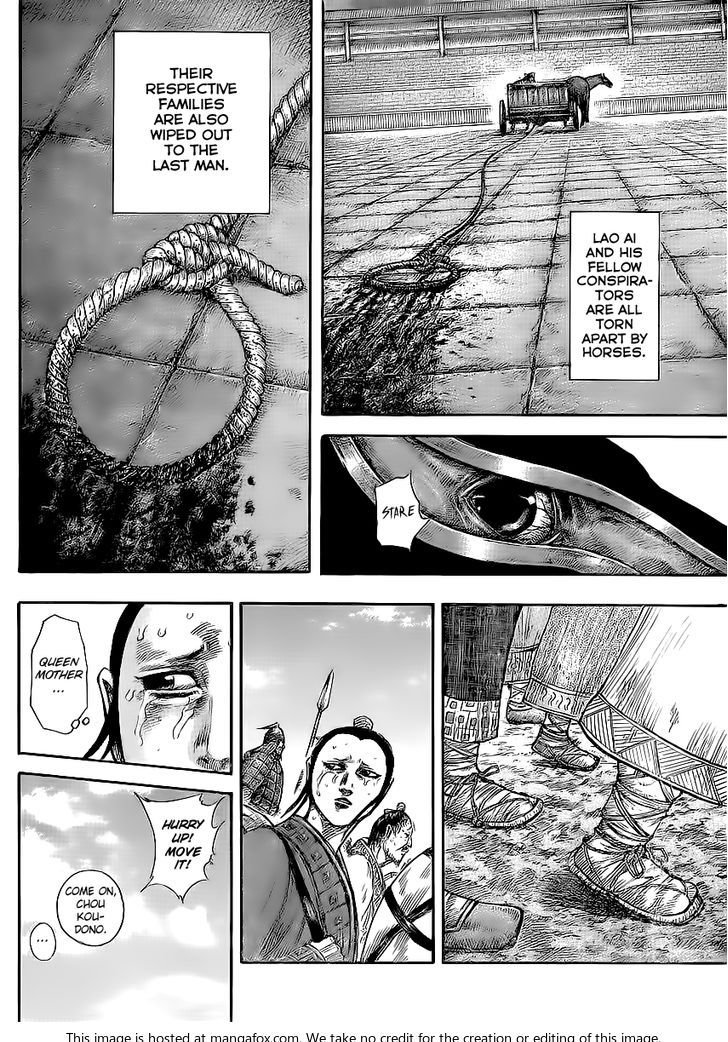 LAO AI
AND HIS
FELLOW
CONSPIRA-
TORS
ARE ALL
TORN
APART BY
HORSES.
THEIR
RESPECTIVE
FAMILIES
ARE ALSO
WIPED OUT
TO THE
LAST MAN.
STARE
QUEEN
MOTHER
...
HURRY
UP!
MOVE
IT!
COME ON,
CHOU
KOU-
DONO.
...
This image is hosted at mangafox.com. We take no credit for the creation or editing of this image.